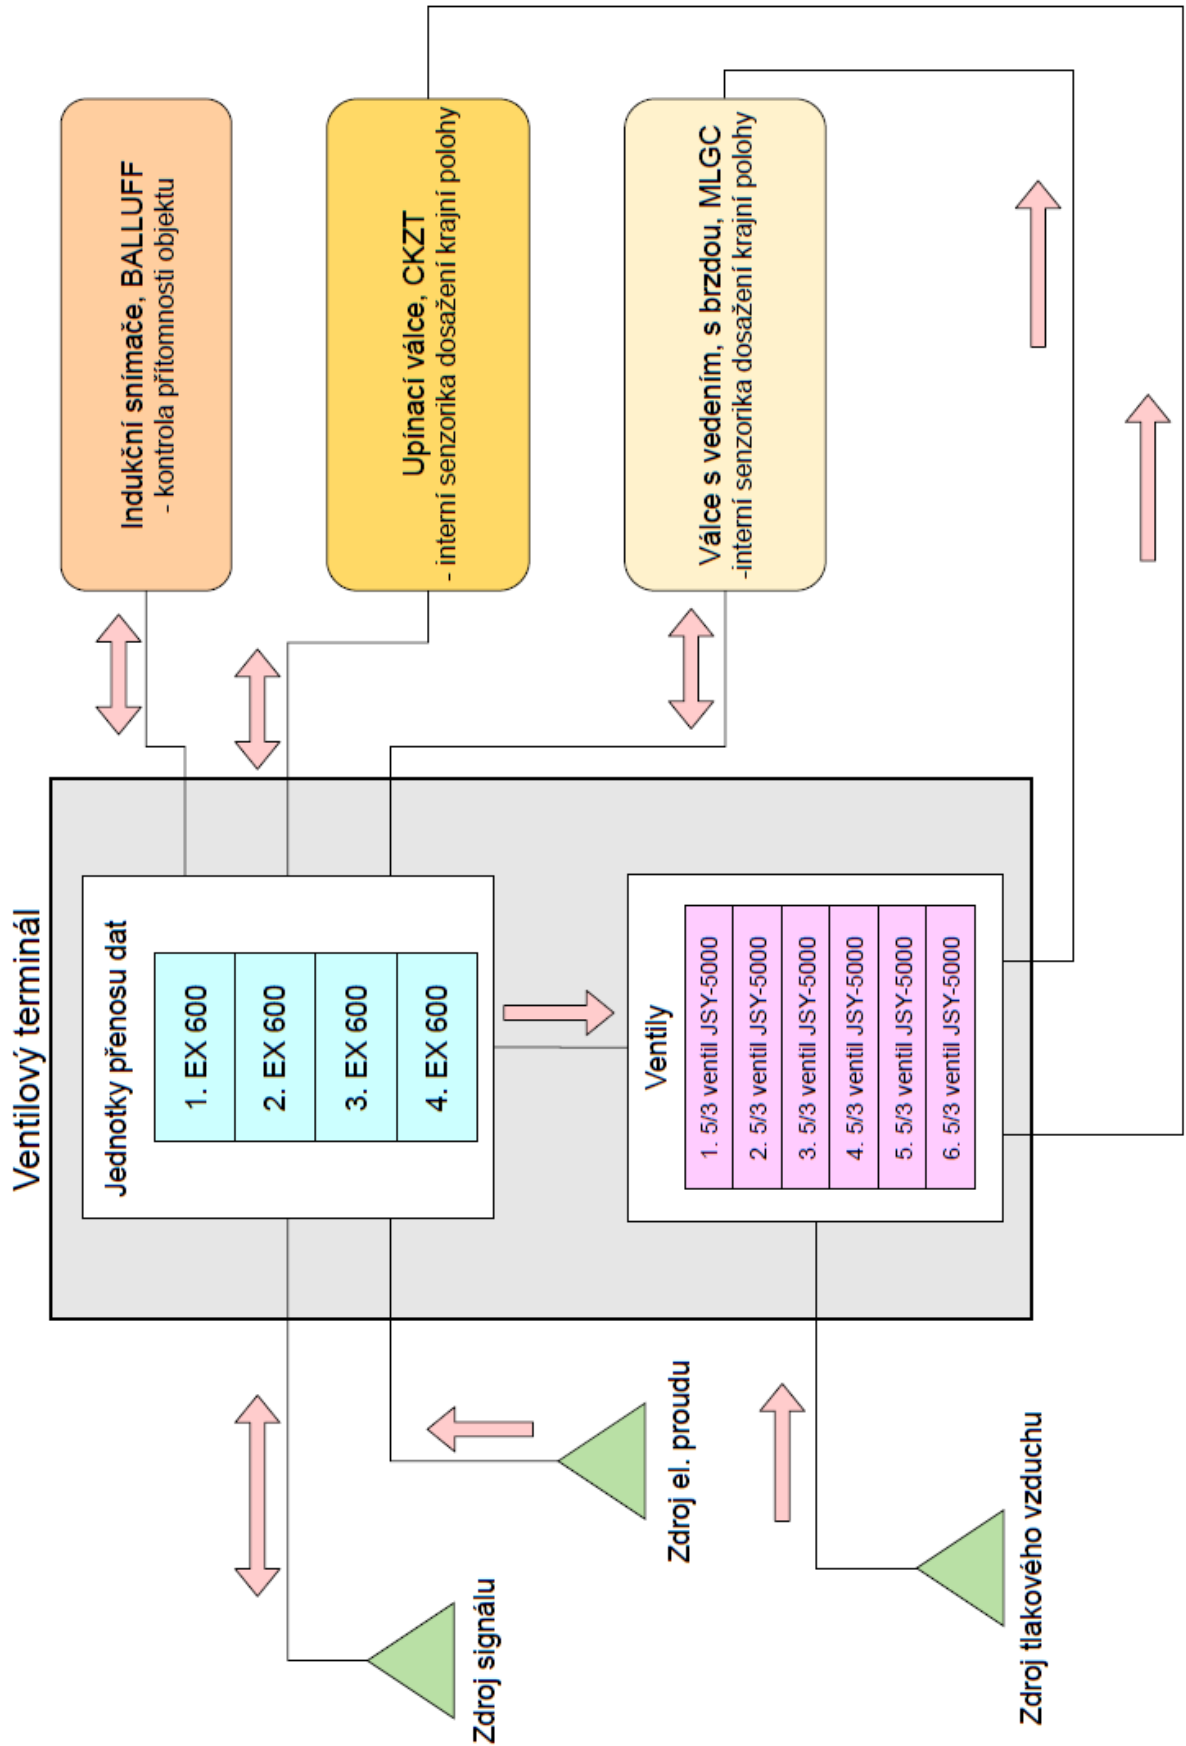 Ventilový terminál
Jednotky přenosu dat
1. EX 600
2. EX 600
3. EX 600
4. EX 600
Ventily
1. 5/3 ventil JSY-5000
2. 5/3 ventil JSY-5000
3. 5/3 ventil JSY-5000
4. 5/3 ventil JSY-5000
5. 5/3 ventil JSY-5000
6. 5/3 ventil JSY-5000
Zdroj signálu
Zdroj el. proudu
Zdroj tlakového vzduchu
Indukční snímače, BALLUFF
- kontrola přítomnosti objektu
Upínací válce, CKZT
- interní senzorika dosažení krajní polohy
Válce s vedením, s brzdou, MLGC
-interní senzorika dosažení krajní polohy